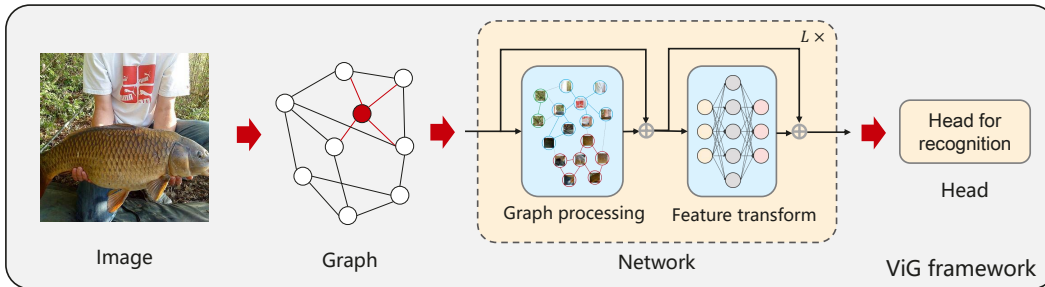 L ×
Graph processing
Feature transform
Head for
recognition
Head
Image
Graph
Network
ViG framework